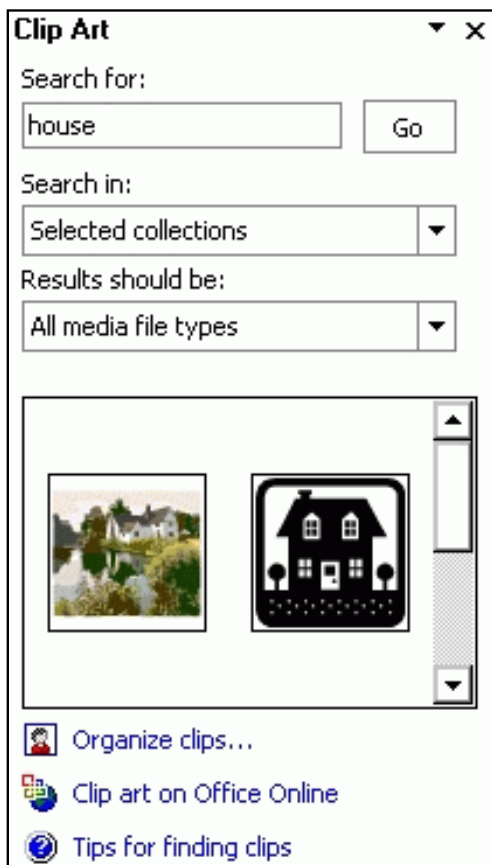 Clip Art
Search for:
house Go
Search in:
Selected collections
Results should be:
All media file types
Organize clips...
Clip art on Office Online
Tips for finding clips